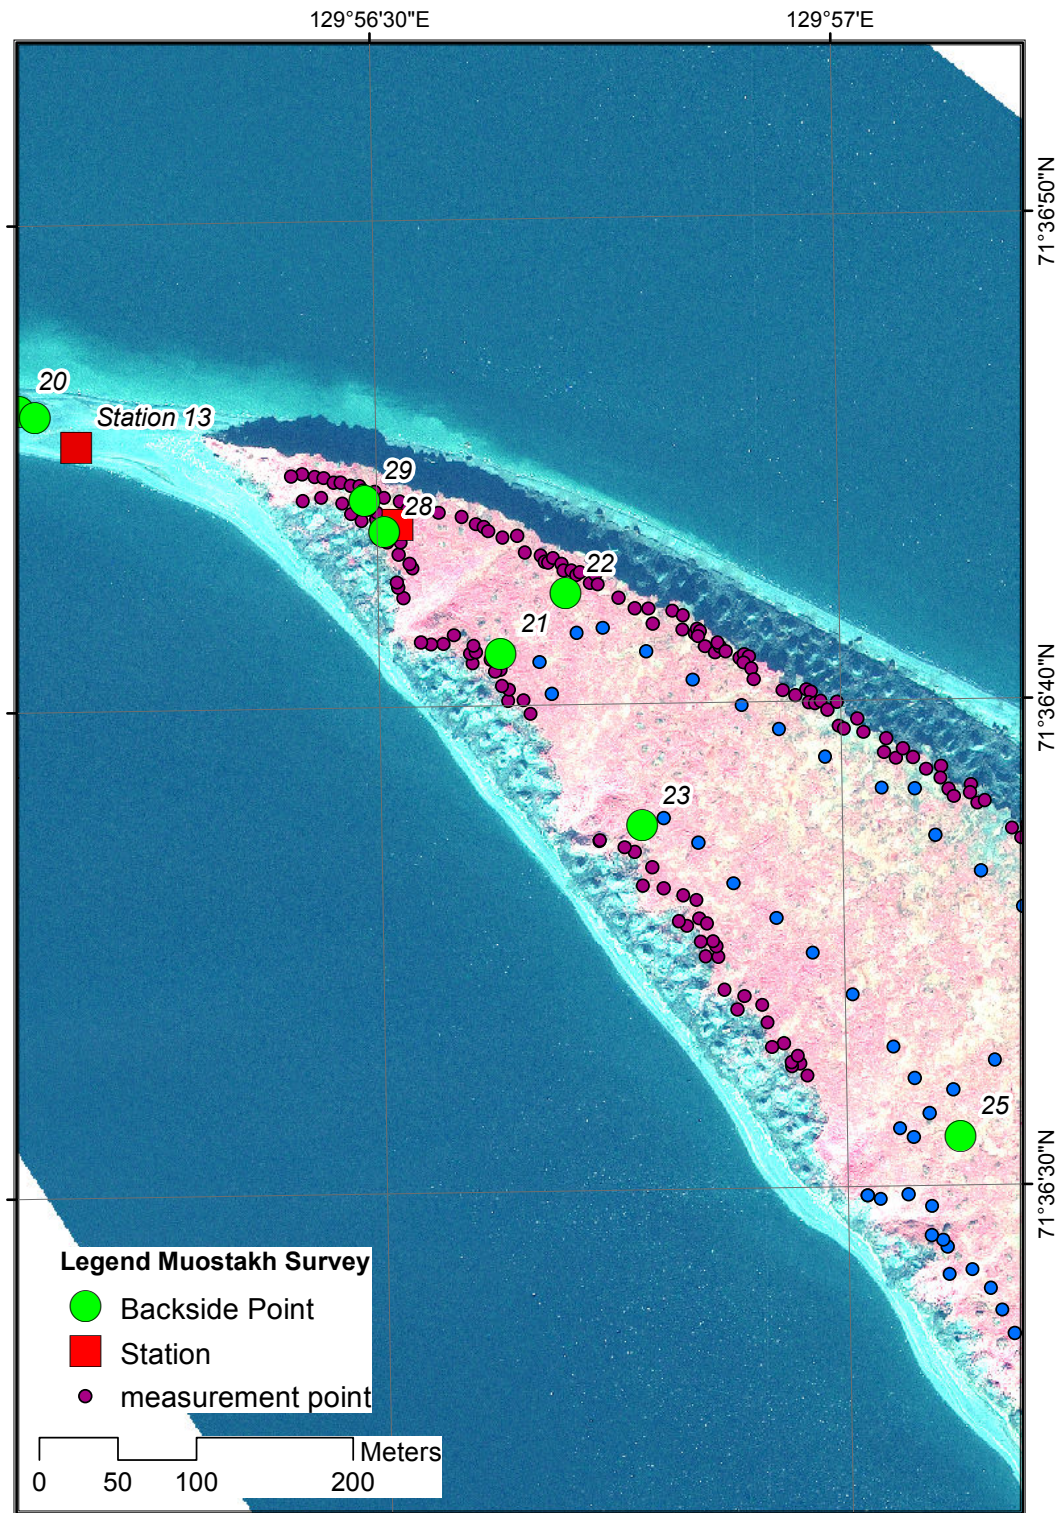 129°56'30"E
129°57'E
71°36'50"N
20
Station 13
29
28
22
21
71°36'40"N
23
25
71°36'30"N
Legend Muostakh Survey
Backside Point
Station
measurement point
Meters
0 50 100 200